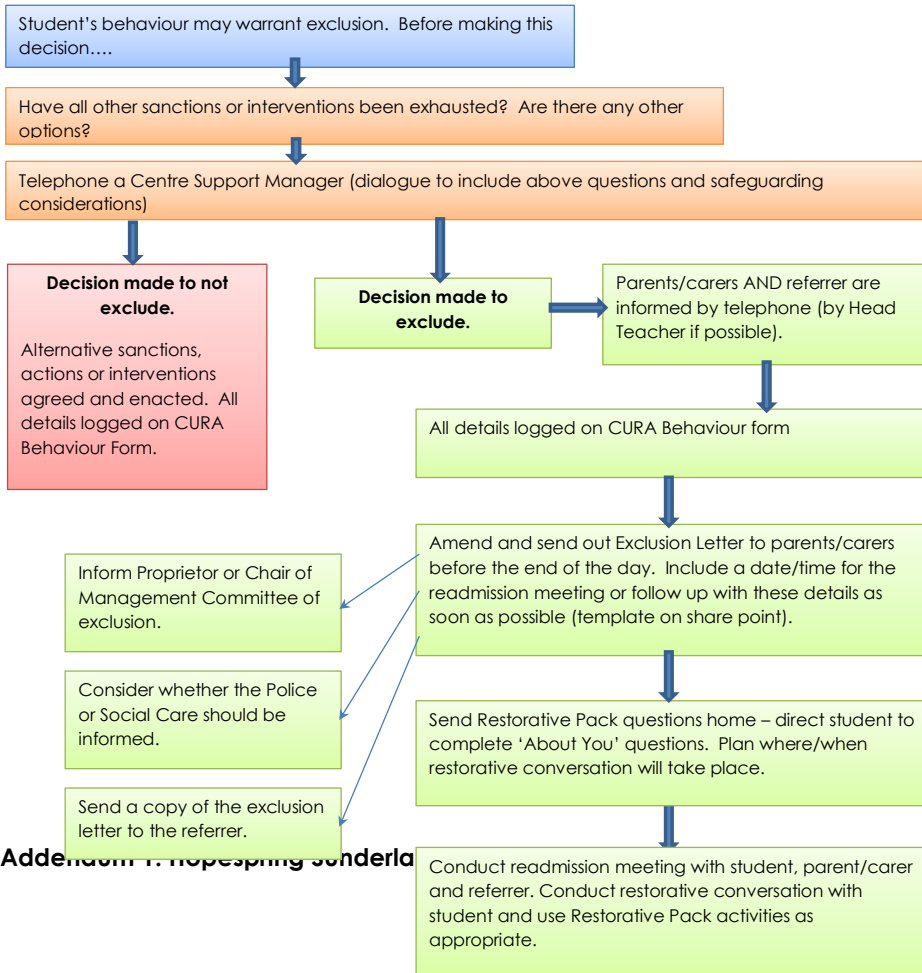 Student's behaviour may warrant exclusion. Before making this
decision….
Have all other sanctions or interventions been exhausted? Are there any other
options?
Telephone a Centre Support Manager (dialogue to include above questions and safeguarding
considerations)
Decision made to not
exclude.
Alternative sanctions,
actions or interventions
agreed and enacted. All
details logged on CURA
Behaviour Form.
Decision made to
exclude.
Parents/carers AND referrer are
informed by telephone (by Head
Teacher if possible).
All details logged on CURA Behaviour form
Amend and send out Exclusion Letter to parents/carers
before the end of the day. Include a date/time for the
readmission meeting or follow up with these details as
soon as possible (template on share point).
Inform Proprietor or Chair of
Management Committee of
exclusion.
Consider whether the Police
or Social Care should be
informed.
Send a copy of the exclusion
letter to the referrer.
Send Restorative Pack questions home – direct student to
complete 'About You' questions. Plan where/when
restorative conversation will take place.
Addendum 1: Hopespring Sunderla
Conduct readmission meeting with student, parent/carer
and referrer. Conduct restorative conversation with
student and use Restorative Pack activities as
appropriate.